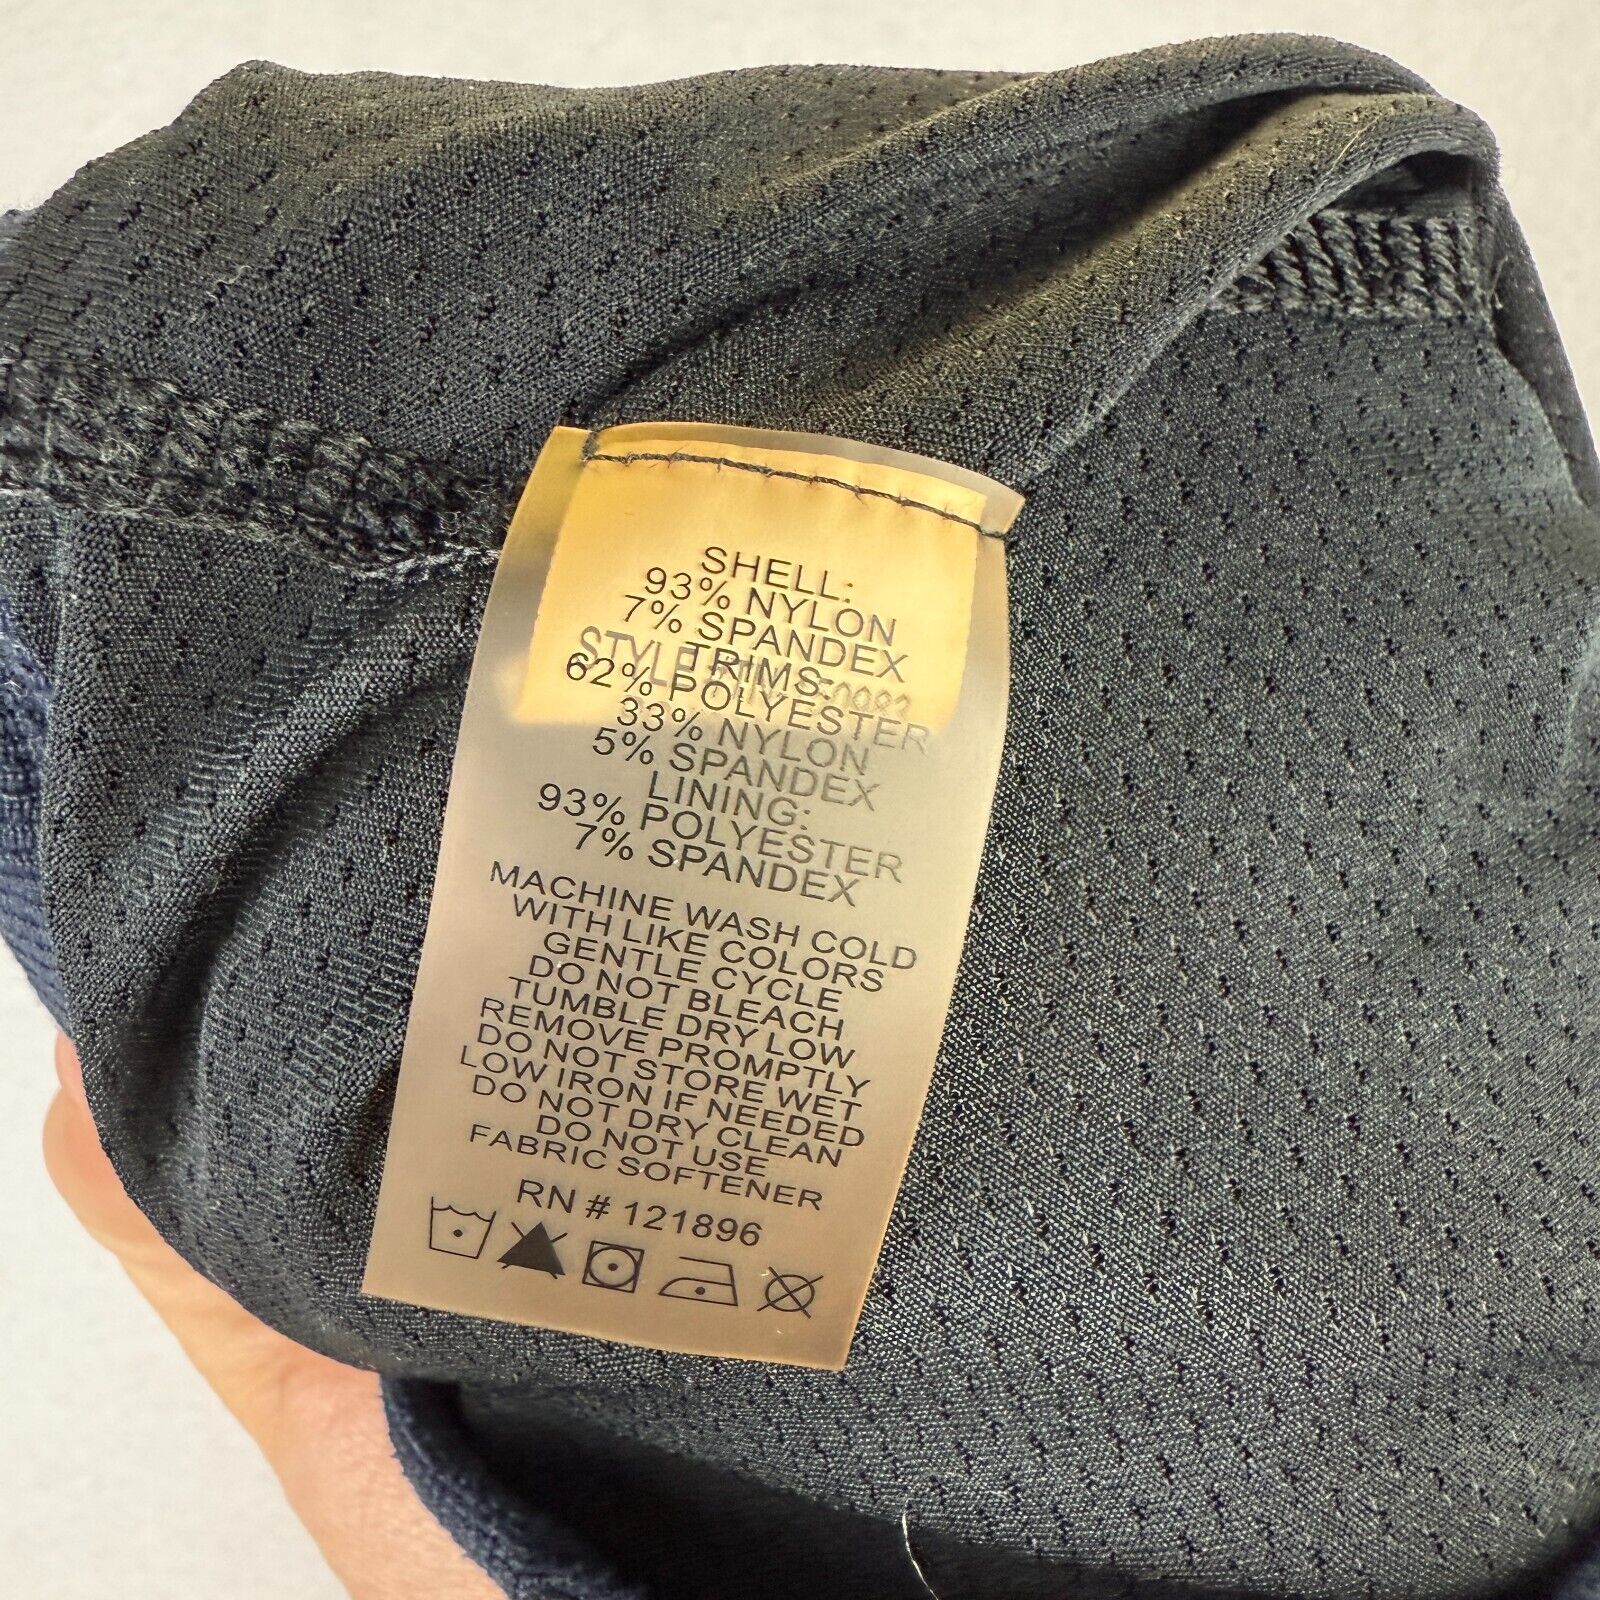 SHELL:
93% NYLON
7% SPANDEX
TRIMS:
STYLE
62% POLYESTER
33% NYLON
5% SPANDEX
LINING:
93% POLYESTER
7% SPANDEX
MACHINE WASH COLD
WITH LIKE COLORS
GENTLE CYCLE
DO NOT BLEACH
TUMBLE DRY LOW
REMOVE PROMPTLY
DO NOT STORE WET
LOW IRON IF NEEDED
DO NOT DRY CLEAN
DO NOT USE
FABRIC SOFTENER
RN # 121896